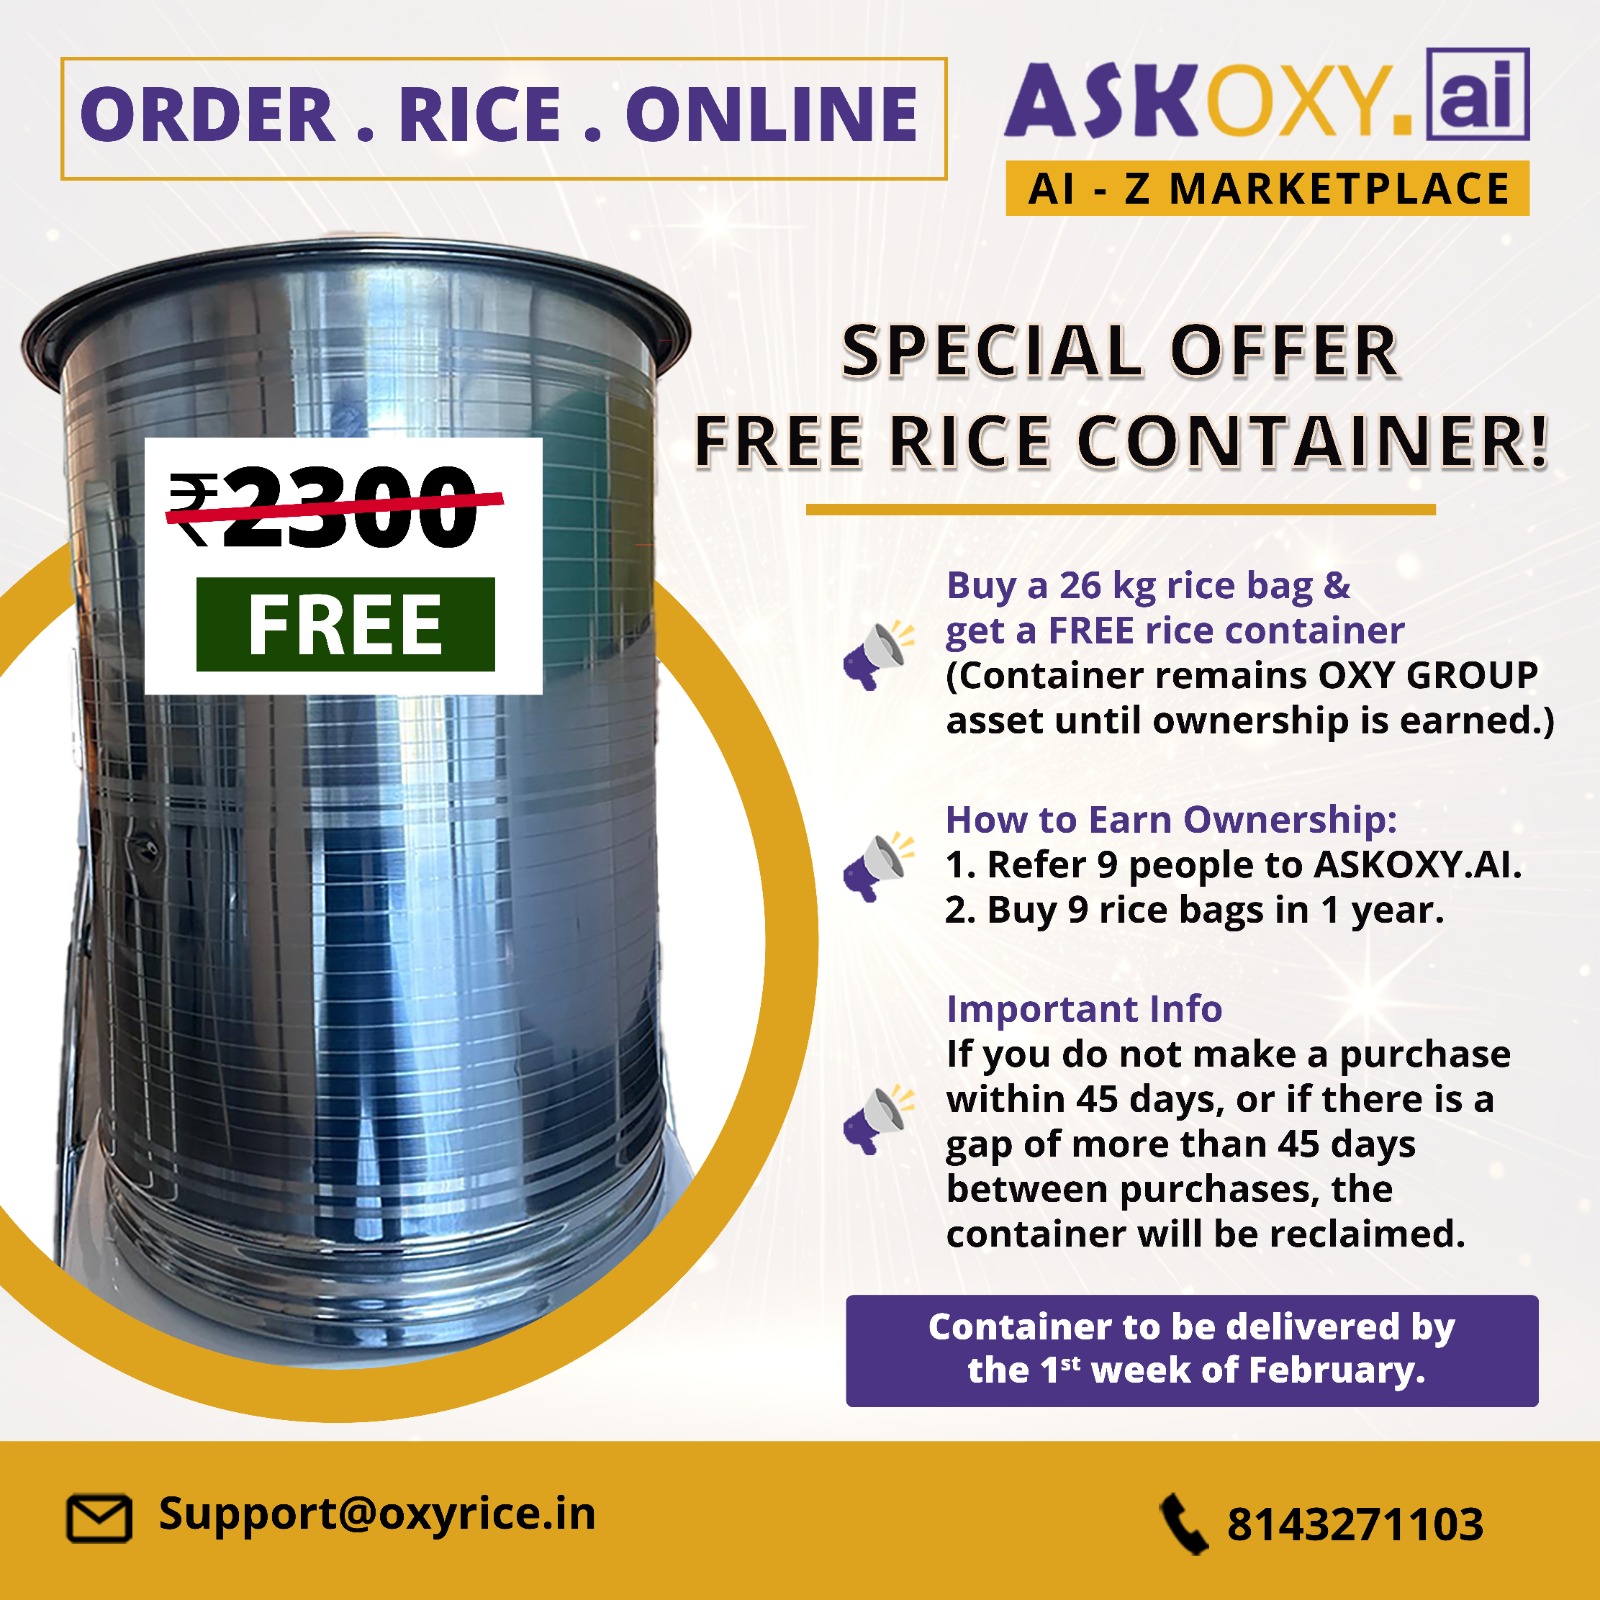 ORDER . RICE . ONLINE
ASKOXY.ai
AI - Z MARKETPLACE
SPECIAL OFFER
FREE RICE CONTAINER!
₹2300
FREE
Buy a 26 kg rice bag &
get a FREE rice container
(Container remains OXY GROUP
asset until ownership is earned.)
How to Earn Ownership:
1. Refer 9 people to ASKOXY.AI.
2. Buy 9 rice bags in 1 year.
Important Info
If you do not make a purchase
within 45 days, or if there is a
gap of more than 45 days
between purchases, the
container will be reclaimed.
Container to be delivered by
the 1st week of February.
Support@oxyrice.in
8143271103